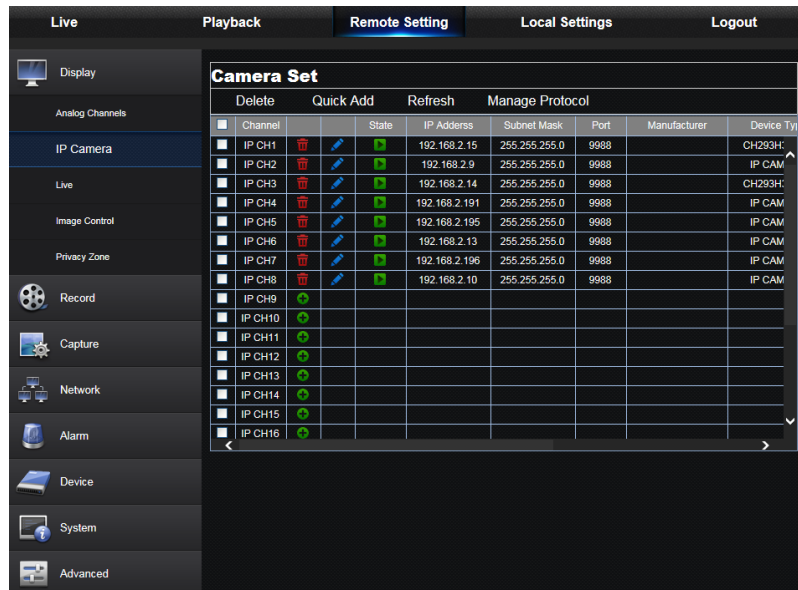 Live Playback Remote Setting Local Settings Logout
Display
Analog Channels
IP Camera
Live
Image Control
Privacy Zone
Record
Capture
Network
Alarm
Device
System
Advanced
Camera Set
Delete Quick Add Refresh Manage Protocol
Channel State IP Adderss Subnet Mask Port Manufacturer Device Typ
IP CH1 192.168.2.15 255.255.255.0 9988 CH293H
IP CH2 192.168.2.9 255.255.255.0 9988 IP CAM
IP CH3 192.168.2.14 255.255.255.0 9988 CH293H
IP CH4 192.168.2.191 255.255.255.0 9988 IP CAM
IP CH5 192.168.2.195 255.255.255.0 9988 IP CAM
IP CH6 192.168.2.13 255.255.255.0 9988 IP CAM
IP CH7 192.168.2.196 255.255.255.0 9988 IP CAM
IP CH8 192.168.2.10 255.255.255.0 9988 IP CAM
IP CH9
IP CH10
IP CH11
IP CH12
IP CH13
IP CH14
IP CH15
IP CH16